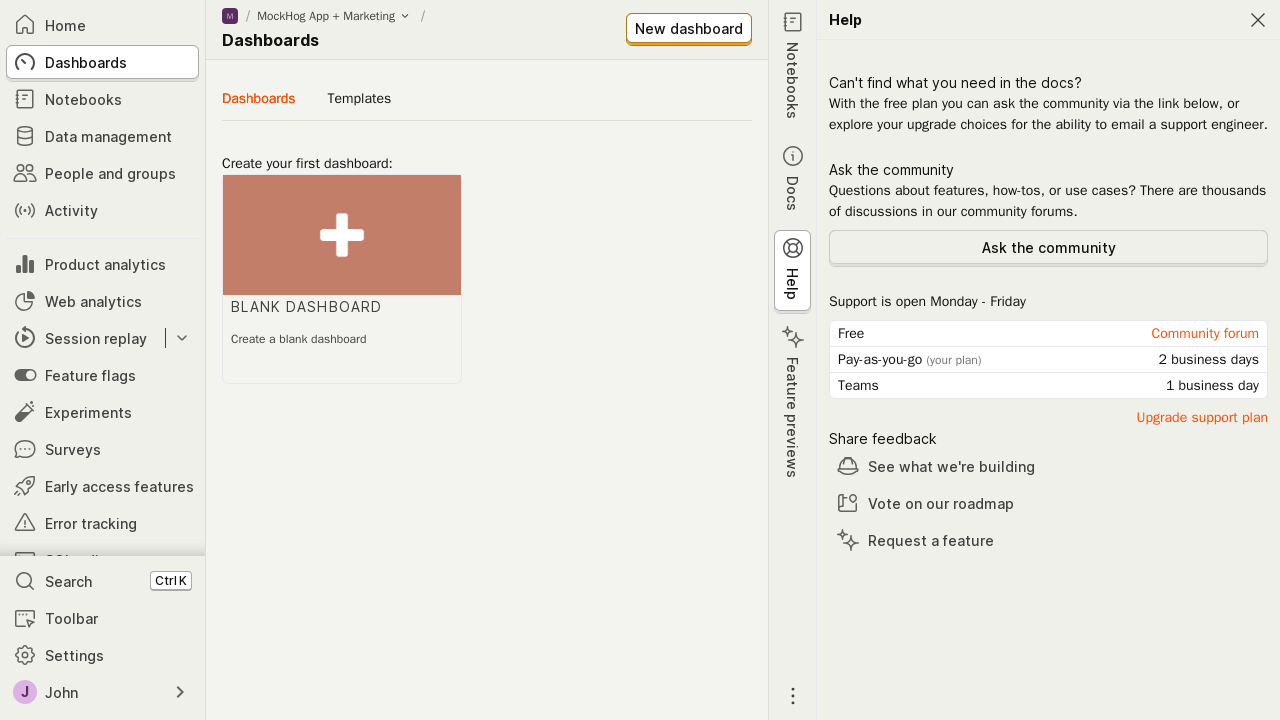 Home
Dashboards
Notebooks
Data management
People and groups
Activity
Product analytics
Web analytics
Session replay
Feature flags
Experiments
Surveys
Early access features
Error tracking
Search Ctrl K
Toolbar
Settings
J John
M / MockHog App + Marketing /
Dashboards
New dashboard
Dashboards Templates
Create your first dashboard:
BLANK DASHBOARD
Create a blank dashboard
Notebooks
Docs
Help
Feature previews
Help
Can't find what you need in the docs?
With the free plan you can ask the community via the link below, or
explore your upgrade choices for the ability to email a support engineer.
Ask the community
Questions about features, how-tos, or use cases? There are thousands
of discussions in our community forums.
Ask the community
Support is open Monday - Friday
Free Community forum
Pay-as-you-go (your plan) 2 business days
Teams 1 business day
Upgrade support plan
Share feedback
See what we're building
Vote on our roadmap
Request a feature